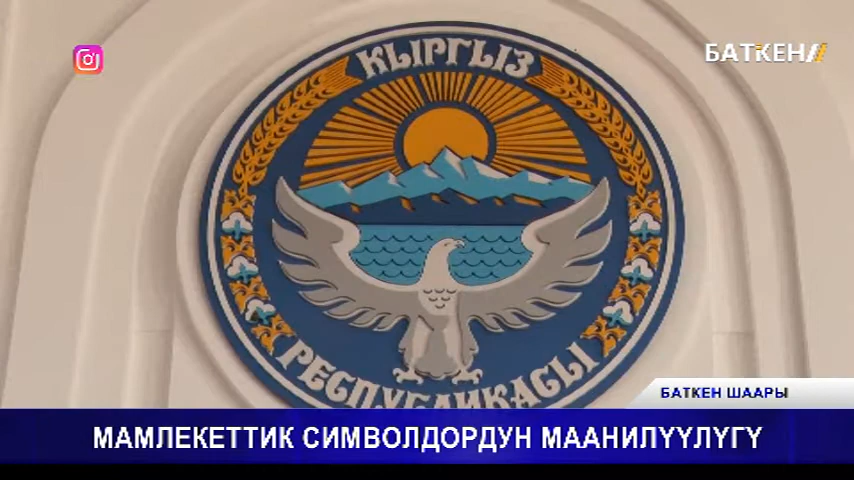 БАТКЕН
КЫРГЫЗ
РЕСПУБЛИКАСЫ
БАТКЕН ШААРЫ
МАМЛЕКЕТТИК СИМВОЛДОРДУН МААНИЛҮҮЛҮГҮ